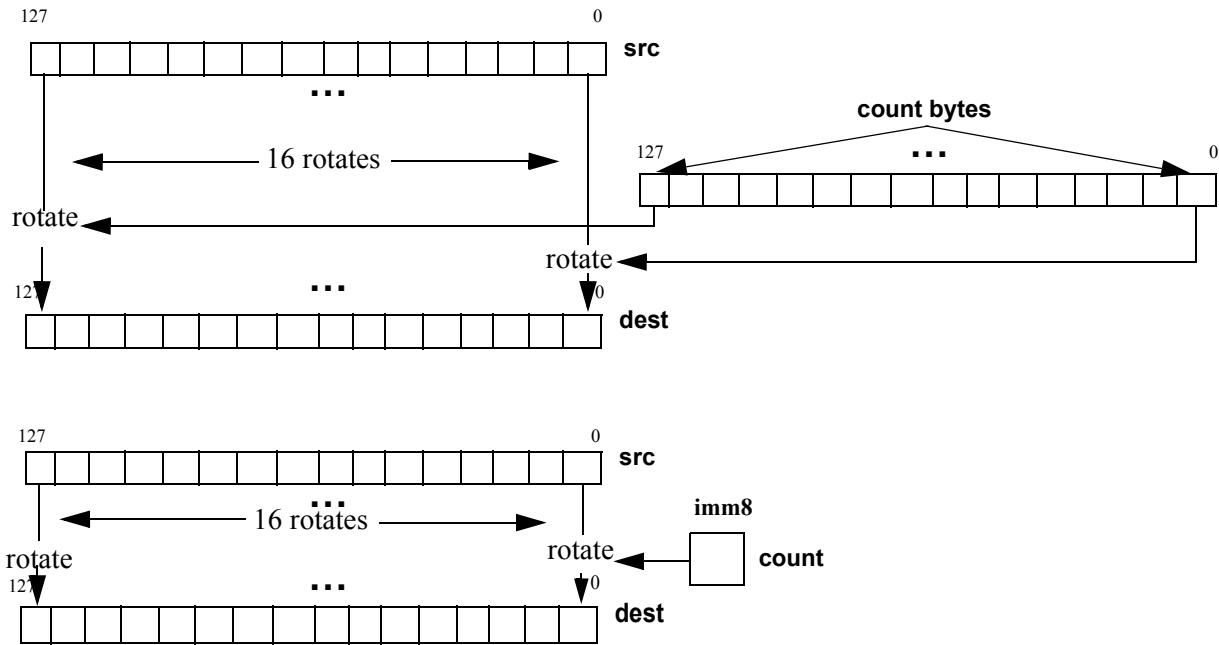 127 0
src
...
count bytes
16 rotates
127 ... 0
rotate
rotate
...
127 0
dest
127 0
src
...
16 rotates
imm8
rotate rotate
count
127 ... 0
dest